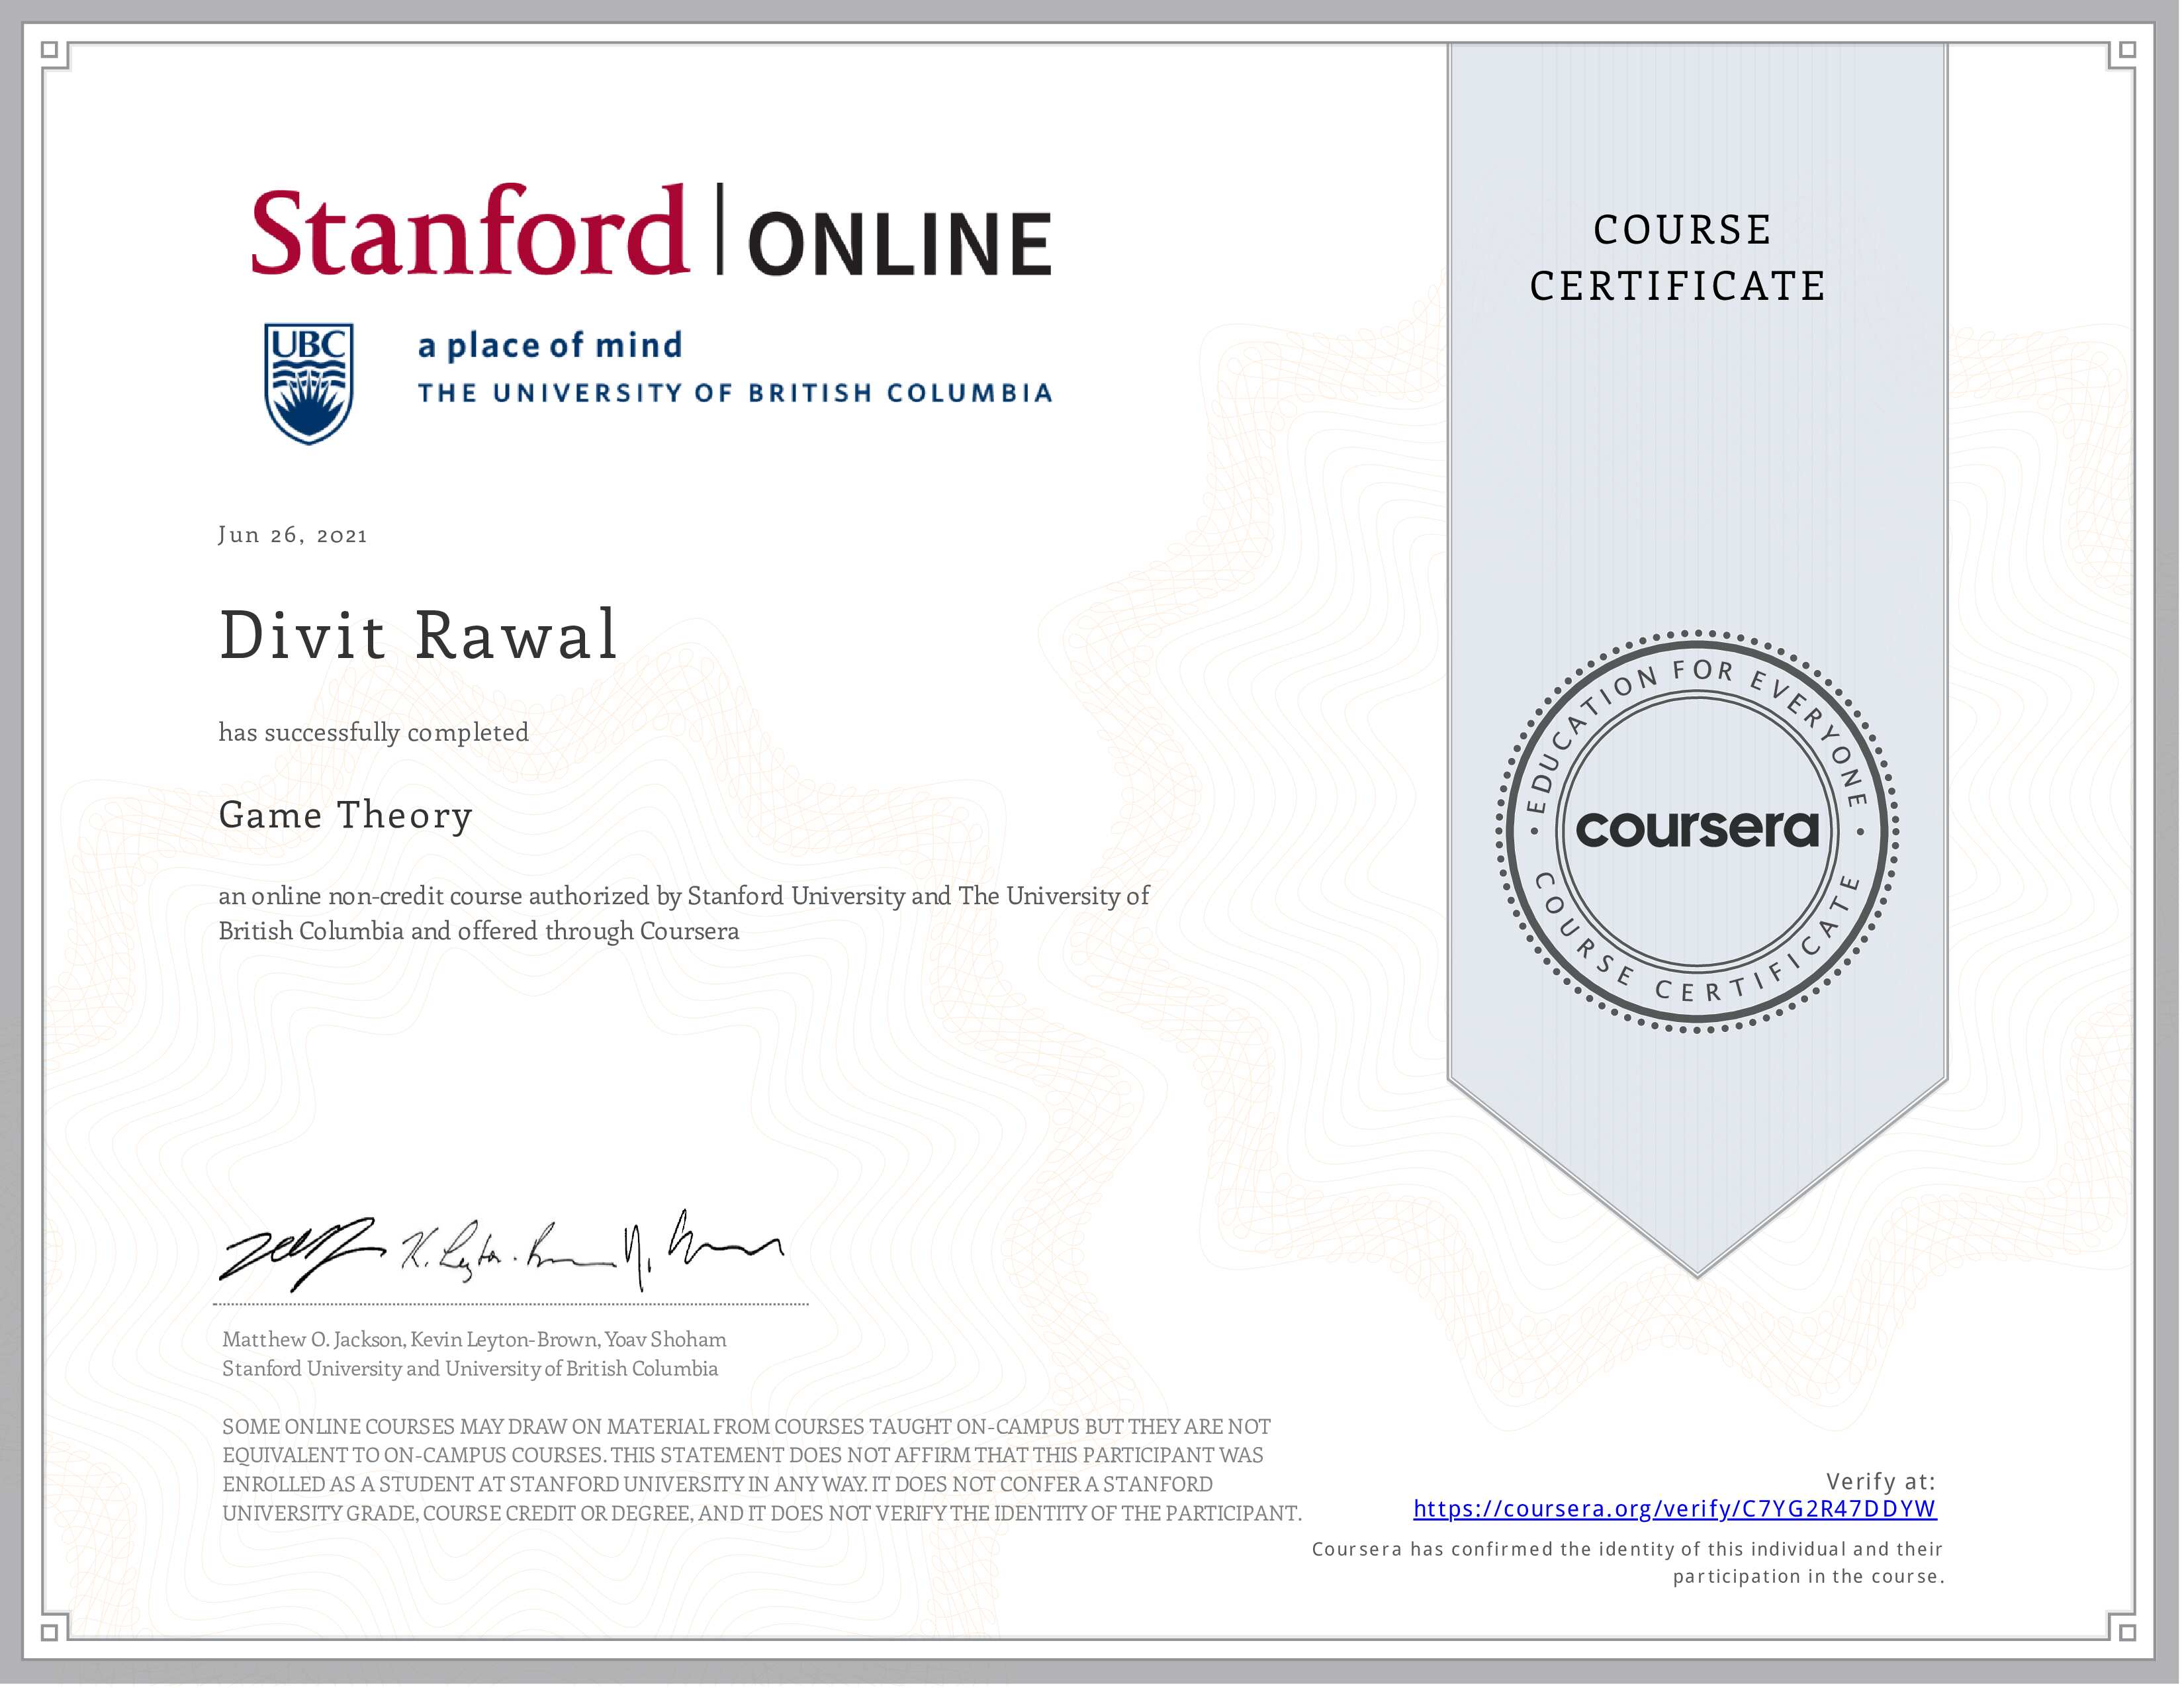 Stanford | ONLINE
UBC
a place of mind
THE UNIVERSITY OF BRITISH COLUMBIA
COURSE
CERTIFICATE
Jun 26, 2021
Divit Rawal
has successfully completed
Game Theory
an online non-credit course authorized by Stanford University and The University of
British Columbia and offered through Coursera
EDUCATION FOR EVERYONE
coursera
COURSE CERTIFICATE
K. Leyton-Brown
Matthew O. Jackson, Kevin Leyton-Brown, Yoav Shoham
Stanford University and University of British Columbia
SOME ONLINE COURSES MAY DRAW ON MATERIAL FROM COURSES TAUGHT ON-CAMPUS BUT THEY ARE NOT
EQUIVALENT TO ON-CAMPUS COURSES. THIS STATEMENT DOES NOT AFFIRM THAT THIS PARTICIPANT WAS
ENROLLED AS A STUDENT AT STANFORD UNIVERSITY IN ANY WAY. IT DOES NOT CONFER A STANFORD
UNIVERSITY GRADE, COURSE CREDIT OR DEGREE, AND IT DOES NOT VERIFY THE IDENTITY OF THE PARTICIPANT.
Verify at:
https://coursera.org/verify/C7YG2R47DDYW
Coursera has confirmed the identity of this individual and their
participation in the course.